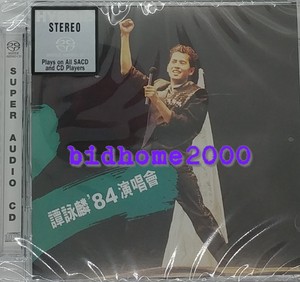 STEREO
Plays on All SACD
and CD Players
SUPER AUDIO CD
bidhome2000
譚詠麟'84演唱會